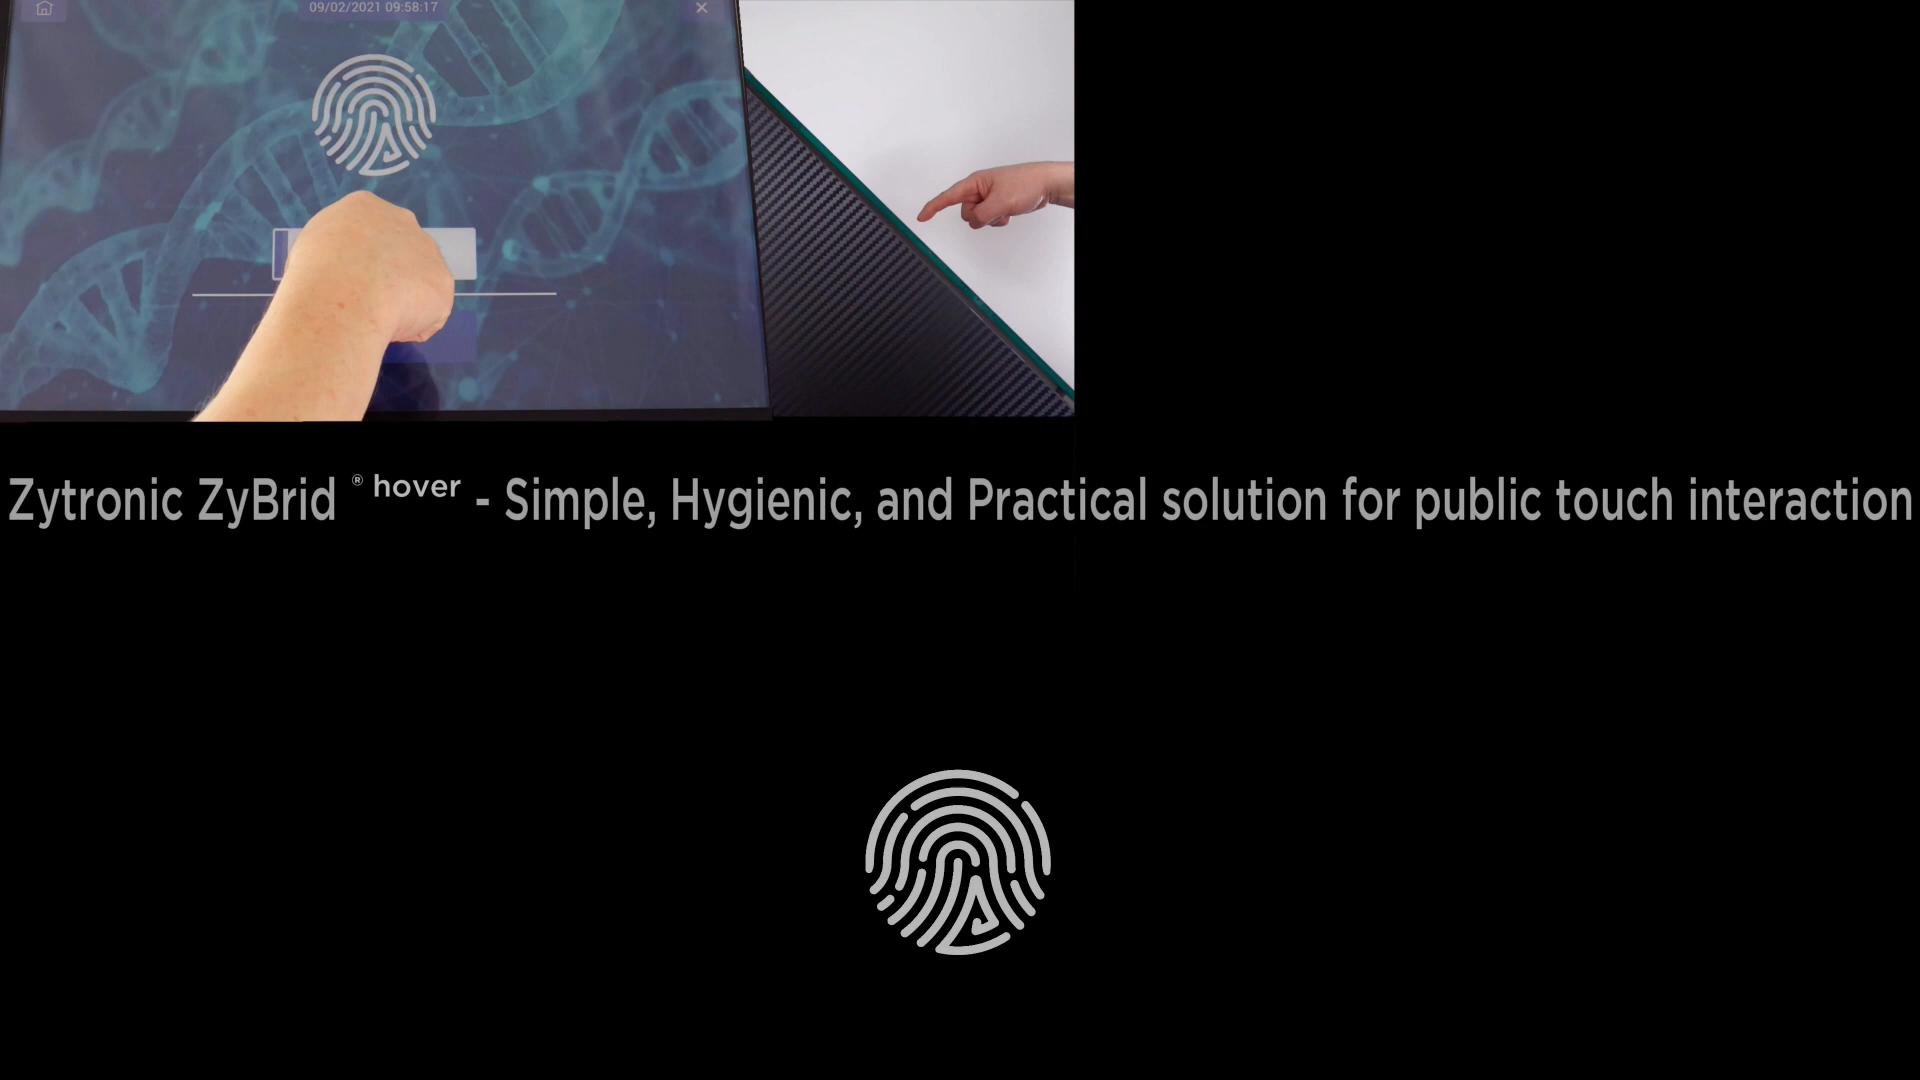 09/02/2021 09:58:17
Zytronic ZyBrid ® hover - Simple, Hygienic, and Practical solution for public touch interaction